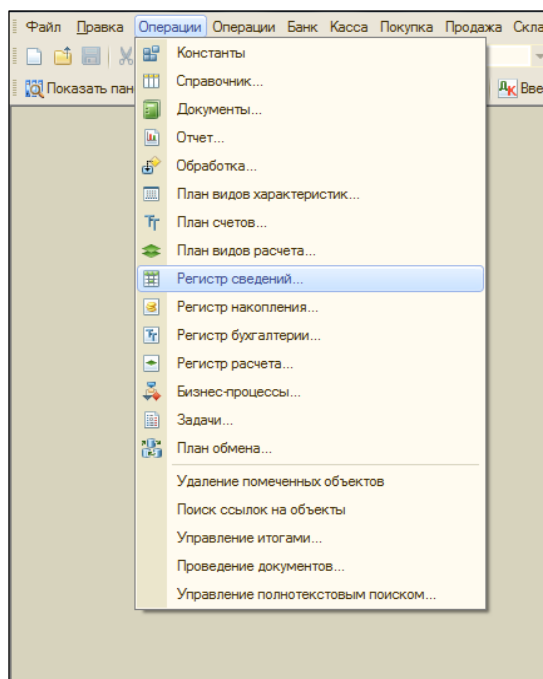 Файл Правка Операции Операции Банк Касса Покупка Продажа Скла
Показать пан
Вве
Константы
Справочник...
Документы...
Отчет...
Обработка...
План видов характеристик...
План счетов...
План видов расчета...
Регистр сведений...
Регистр накопления...
Регистр бухгалтерии...
Регистр расчета...
Бизнес-процессы...
Задачи...
План обмена...
Удаление помеченных объектов
Поиск ссылок на объекты
Управление итогами...
Проведение документов...
Управление полнотекстовым поиском...